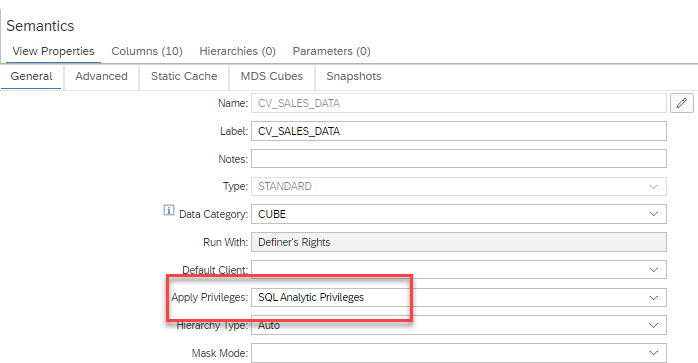 Semantics
View Properties Columns (10) Hierarchies (0) Parameters (0)
General Advanced Static Cache MDS Cubes Snapshots
Name: CV_SALES_DATA
Label: CV_SALES_DATA
Notes:
Type: STANDARD
i Data Category: CUBE
Run With: Definer's Rights
Default Client:
Apply Privileges: SQL Analytic Privileges
Hierarchy Type: Auto
Mask Mode: